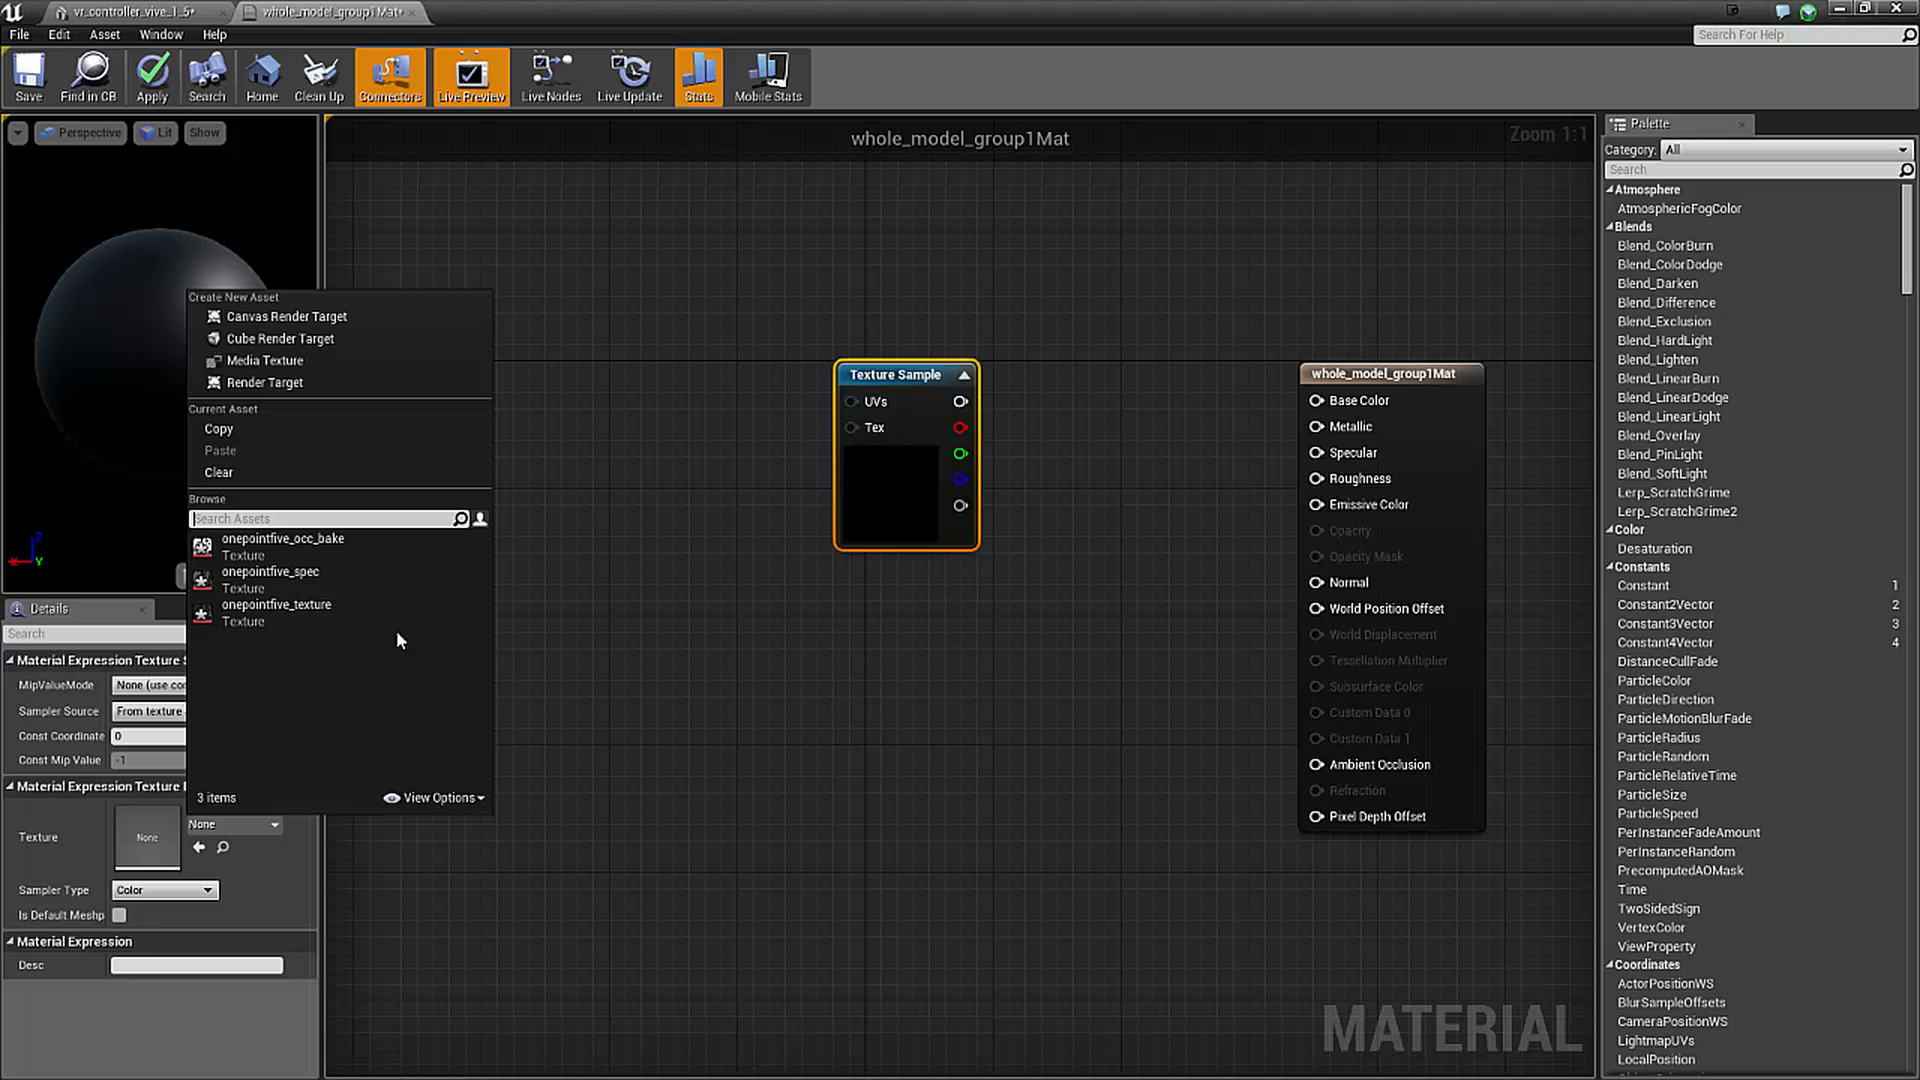 vr_controller_vive_1_5*
whole_model_group1Mat*
File Edit Asset Window Help
Search For Help
Save
Find in CB
Apply
Search
Home
Clean Up
Connectors
Live Preview
Live Nodes
Live Update
Stats
Mobile Stats
Perspective
Lit
Show
whole_model_group1Mat
Zoom 1:1
Create New Asset
Canvas Render Target
Cube Render Target
Media Texture
Render Target
Current Asset
Copy
Paste
Clear
Browse
Search Assets
onepointfive_occ_bake
Texture
onepointfive_spec
Texture
onepointfive_texture
Texture
3 items
View Options
Z
Y
Details
Search
Material Expression Texture
MipValueMode
None (use co
Sampler Source
From texture
Const Coordinate
0
Const Mip Value
-1
Material Expression Texture
Texture
None
None
Sampler Type
Color
Is Default Meshp
Material Expression
Desc
Texture Sample
UVs
Tex
whole_model_group1Mat
Base Color
Metallic
Specular
Roughness
Emissive Color
Opacity
Opacity Mask
Normal
World Position Offset
World Displacement
Tessellation Multiplier
Subsurface Color
Custom Data 0
Custom Data 1
Ambient Occlusion
Refraction
Pixel Depth Offset
MATERIAL
Palette
Category: All
Search
Atmosphere
AtmosphericFogColor
Blends
Blend_ColorBurn
Blend_ColorDodge
Blend_Darken
Blend_Difference
Blend_Exclusion
Blend_HardLight
Blend_Lighten
Blend_LinearBurn
Blend_LinearDodge
Blend_LinearLight
Blend_Overlay
Blend_PinLight
Blend_SoftLight
Lerp_ScratchGrime
Lerp_ScratchGrime2
Color
Desaturation
Constants
Constant 1
Constant2Vector 2
Constant3Vector 3
Constant4Vector 4
DistanceCullFade
ParticleColor
ParticleDirection
ParticleMotionBlurFade
ParticleRadius
ParticleRandom
ParticleRelativeTime
ParticleSize
ParticleSpeed
PerInstanceFadeAmount
PerInstanceRandom
PrecomputedAOMask
Time
TwoSidedSign
VertexColor
ViewProperty
Coordinates
ActorPositionWS
BlurSampleOffsets
CameraPositionWS
LightmapUVs
LocalPosition